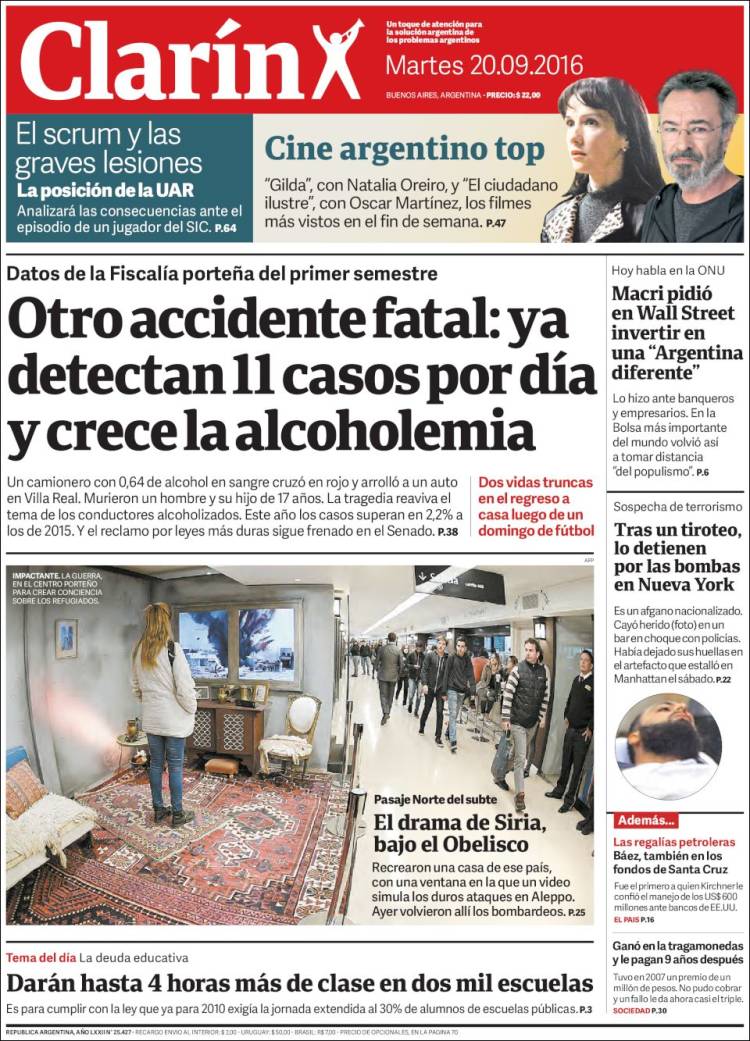 Clarín
Un toque de atención para
la solución argentina de
los problemas argentinos
Martes 20.09.2016
BUENOS AIRES, ARGENTINA - PRECIO: $ 22,00
El scrum y las
graves lesiones
La posición de la UAR
Analizará las consecuencias ante el
episodio de un jugador del SIC. P.64
Cine argentino top
"Gilda", con Natalia Oreiro, y "El ciudadano
ilustre", con Oscar Martínez, los filmes
más vistos en el fin de semana. P.47
Datos de la Fiscalía porteña del primer semestre
Otro accidente fatal: ya
detectan 11 casos por día
y crece la alcoholemia
Un camionero con 0,64 de alcohol en sangre cruzó en rojo y arrolló a un auto
en Villa Real. Murieron un hombre y su hijo de 17 años. La tragedia reaviva el
tema de los conductores alcoholizados. Este año los casos superan en 2,2% a
los de 2015. Y el reclamo por leyes más duras sigue frenado en el Senado. P.38
Dos vidas truncas
en el regreso a
casa luego de un
domingo de fútbol
AFP
IMPACTANTE. LA GUERRA,
EN EL CENTRO PORTEÑO
PARA CREAR CONCIENCIA
SOBRE LOS REFUGIADOS.
Salida
Pasaje Norte del subte
El drama de Siria,
bajo el Obelisco
Recrearon una casa de ese país,
con una ventana en la que un video
simula los duros ataques en Aleppo.
Ayer volvieron allí los bombardeos. P.25
Tema del día La deuda educativa
Darán hasta 4 horas más de clase en dos mil escuelas
Es para cumplir con la ley que ya para 2010 exigía la jornada extendida al 30% de alumnos de escuelas públicas. P.3
Hoy habla en la ONU
Macri pidió
en Wall Street
invertir en
una "Argentina
diferente"
Lo hizo ante banqueros
y empresarios. En la
Bolsa más importante
del mundo volvió así
a tomar distancia
"del populismo". P.6
Sospecha de terrorismo
Tras un tiroteo,
lo detienen
por las bombas
en Nueva York
Es un afgano nacionalizado.
Cayó herido (foto) en un
bar en choque con policías.
Había dejado sus huellas en
el artefacto que estalló en
Manhattan el sábado. P.22
Además...
Las regalías petroleras
Báez, también en los
fondos de Santa Cruz
Fue el primero a quien Kirchner le
confió el manejo de los US$ 600
millones ante bancos de EE.UU.
EL PAIS P.16
Ganó en la tragamonedas
y le pagan 9 años después
Tuvo en 2007 un premio de un
millón de pesos. No pudo cobrar
y un fallo le da ahora casi el triple.
SOCIEDAD P.30
REPUBLICA ARGENTINA, AÑO LXXII N° 25.427 - RECARGO ENVIO AL INTERIOR: $ 2,00 - URUGUAY: $ 50,00 - BRASIL: R$ 7,00 - PRECIO DE OPCIONALES, EN LA PAGINA 70